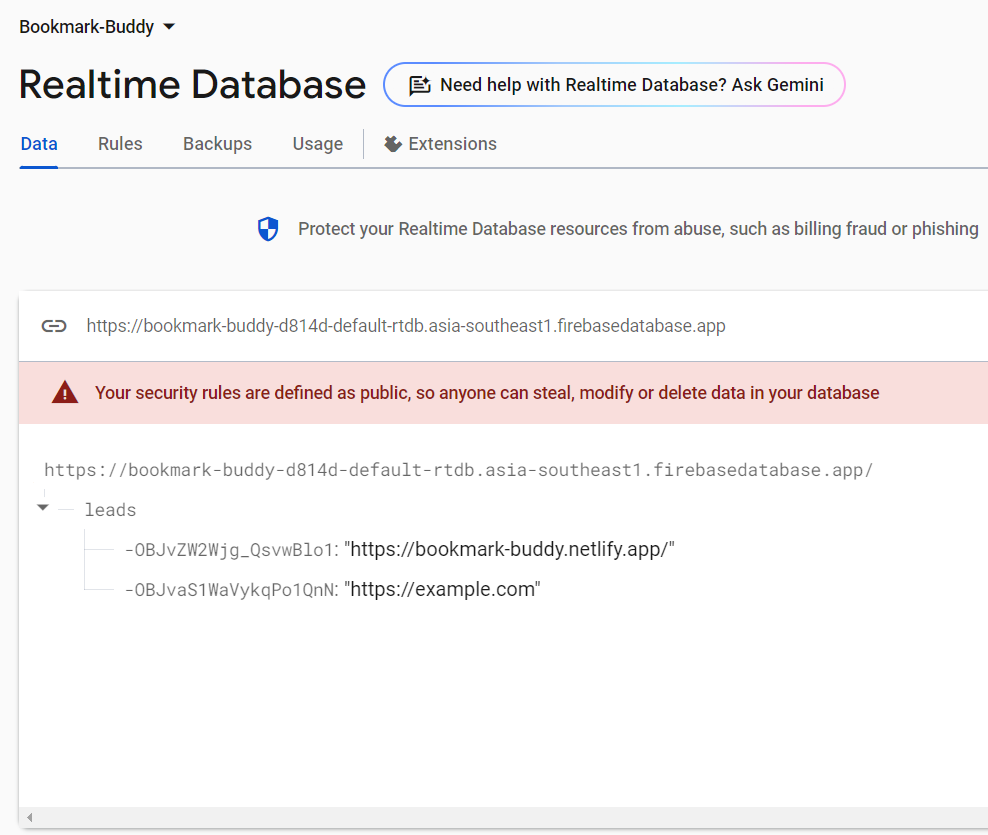 Bookmark-Buddy
Realtime Database
Need help with Realtime Database? Ask Gemini
Data Rules Backups Usage Extensions
Protect your Realtime Database resources from abuse, such as billing fraud or phishing
https://bookmark-buddy-d814d-default-rtdb.asia-southeast1.firebasedatabase.app
Your security rules are defined as public, so anyone can steal, modify or delete data in your database
https://bookmark-buddy-d814d-default-rtdb.asia-southeast1.firebasedatabase.app/
leads
-OBJvZW2Wjg_QsvwBlo1: "https://bookmark-buddy.netlify.app/"
-OBJvaS1WaVykqPo1QnN: "https://example.com"